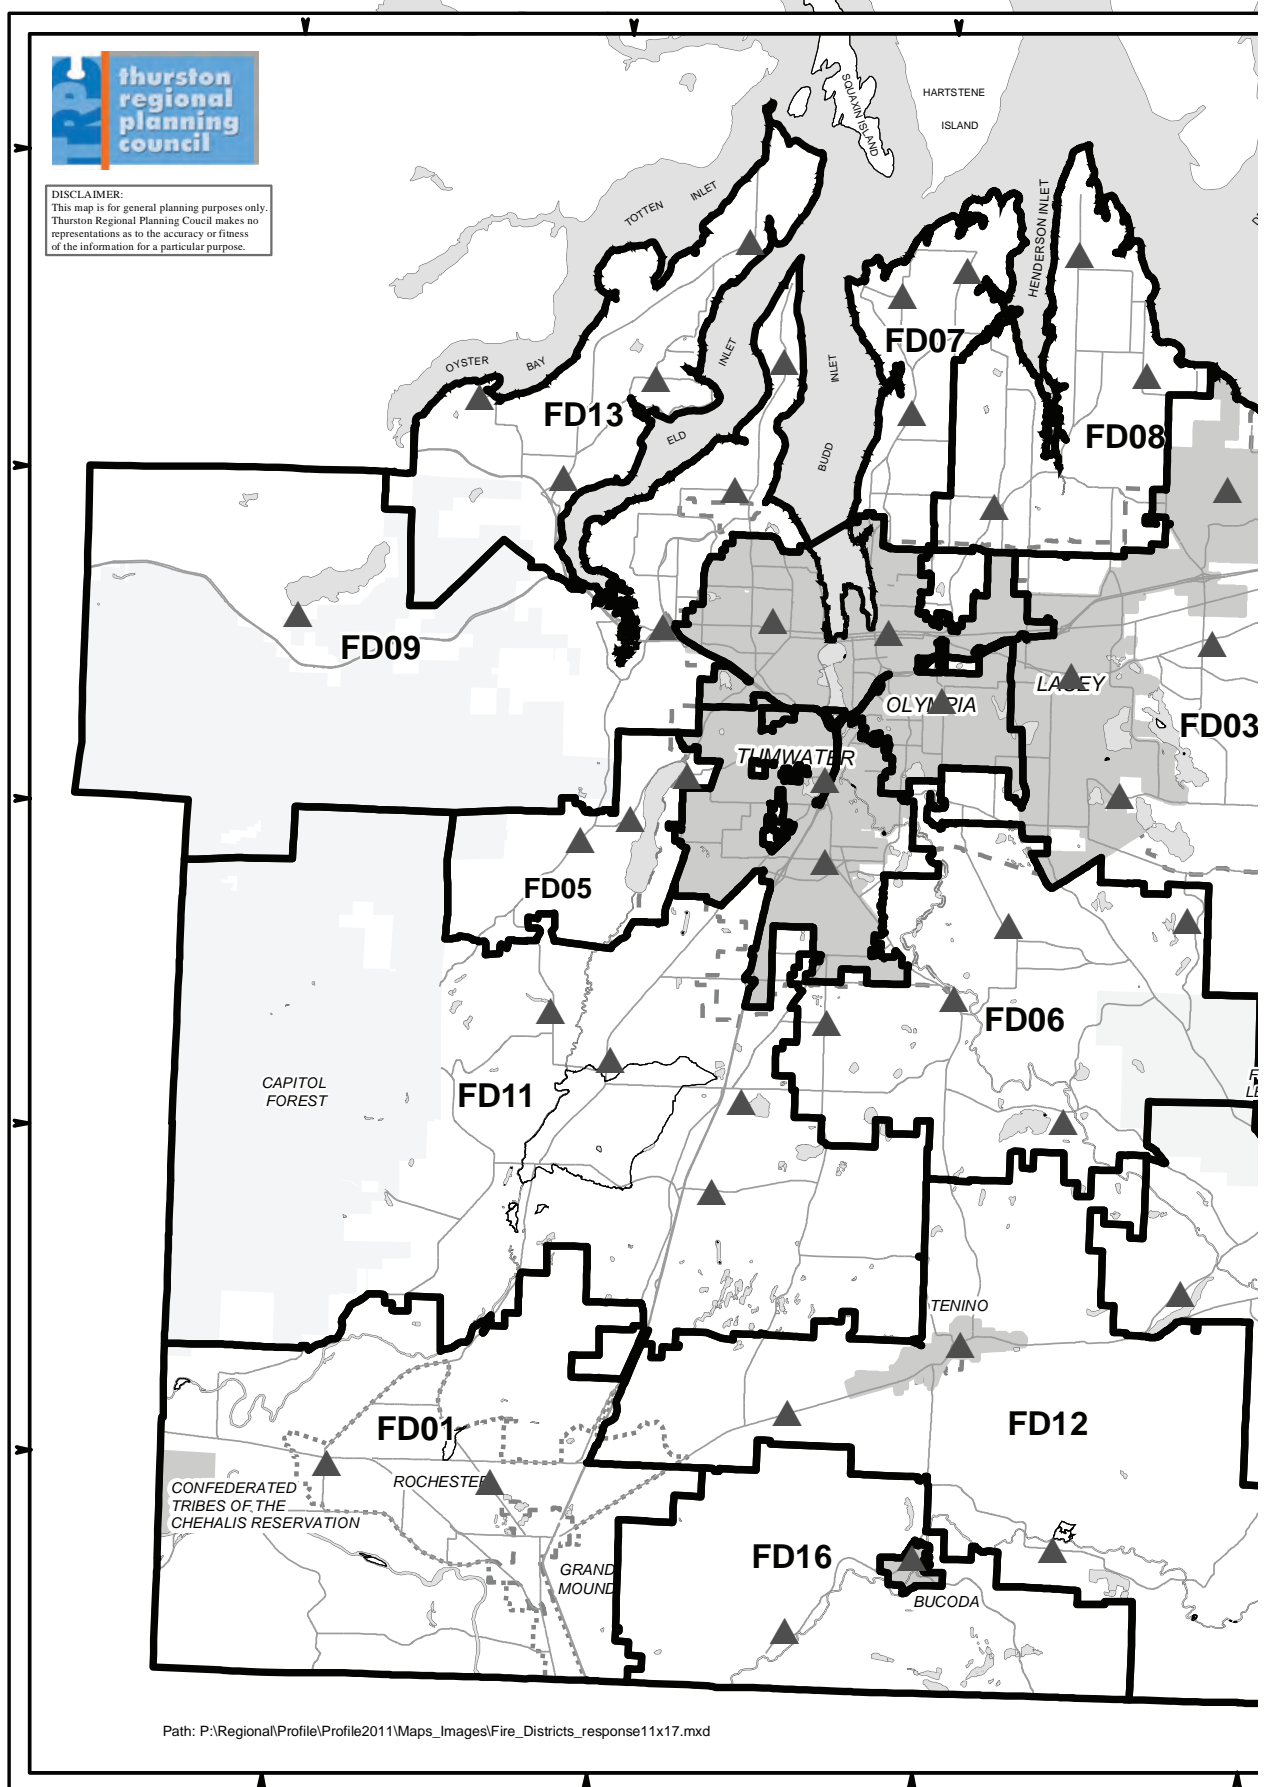 TRPC
thurston
regional
planning
council
DISCLAIMER:
This map is for general planning purposes only.
Thurston Regional Planning Coucil makes no
representations as to the accuracy or fitness
of the information for a particular purpose.
SQUAXIN ISLAND
HARTSTENE
ISLAND
TOTTEN INLET
HENDERSON INLET
FD07
OYSTER BAY
INLET
INLET
FD13
ELD
BUDD
FD08
FD09
LACEY
OLYMPIA
FD03
TUMWATER
FD05
FD06
CAPITOL
FOREST
FD11
TENINO
FD01
FD12
ROCHESTER
CONFEDERATED
TRIBES OF THE
CHEHALIS RESERVATION
FD16
GRAND
MOUND
BUCODA
Path: P:\Regional\Profile\Profile2011\Maps_Images\Fire_Districts_response11x17.mxd